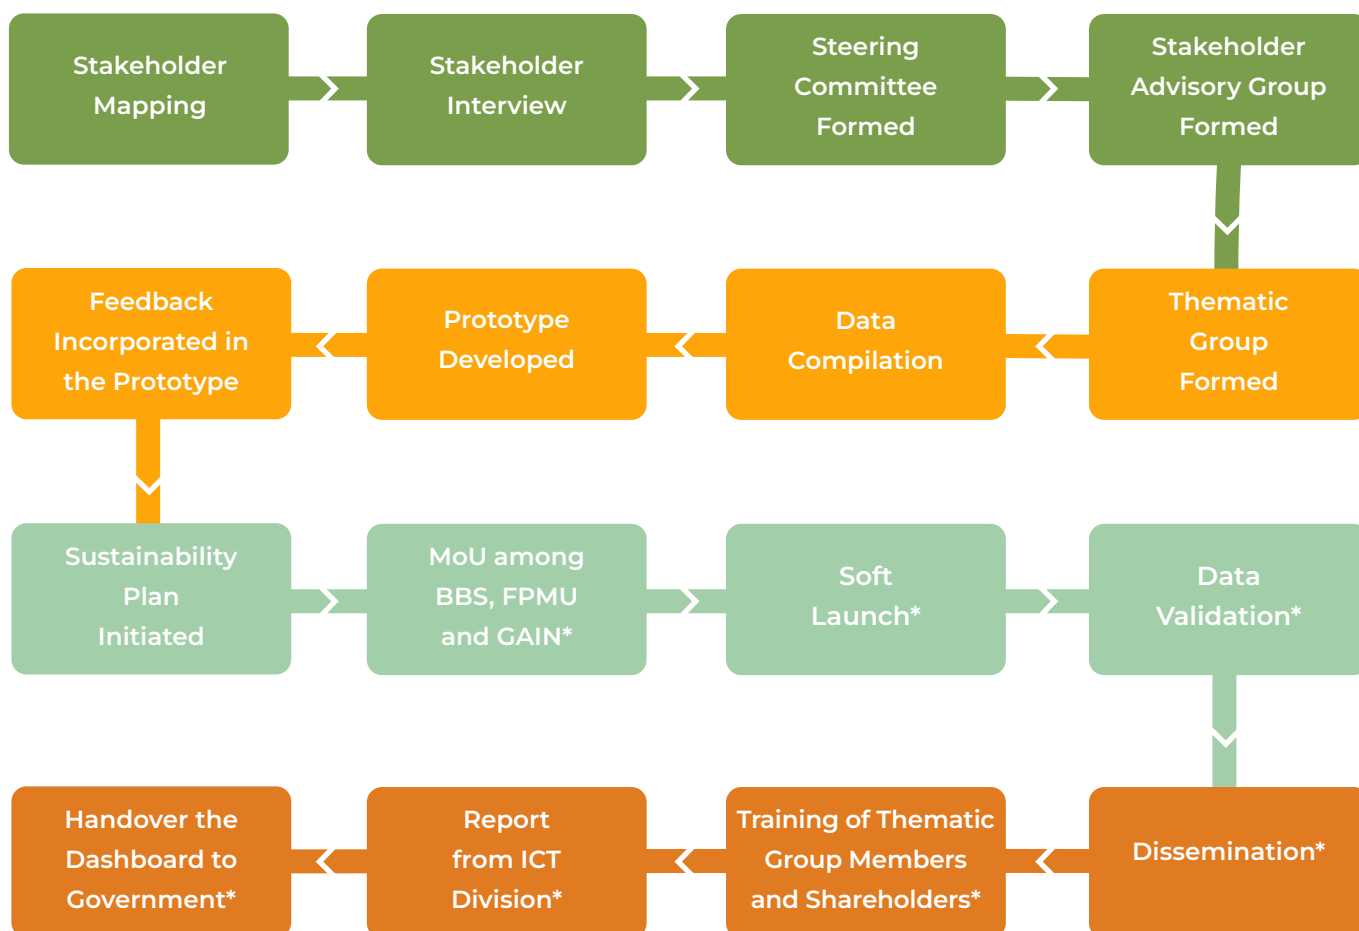 Stakeholder
Mapping
Stakeholder
Interview
Steering
Committee
Formed
Stakeholder
Advisory Group
Formed
Feedback
Incorporated in
the Prototype
Prototype
Developed
Data
Compilation
Thematic
Group
Formed
Sustainability
Plan
Initiated
MoU among
BBS, FPMU
and GAIN*
Soft
Launch*
Data
Validation*
Handover the
Dashboard to
Government*
Report
from ICT
Division*
Training of Thematic
Group Members
and Shareholders*
Dissemination*